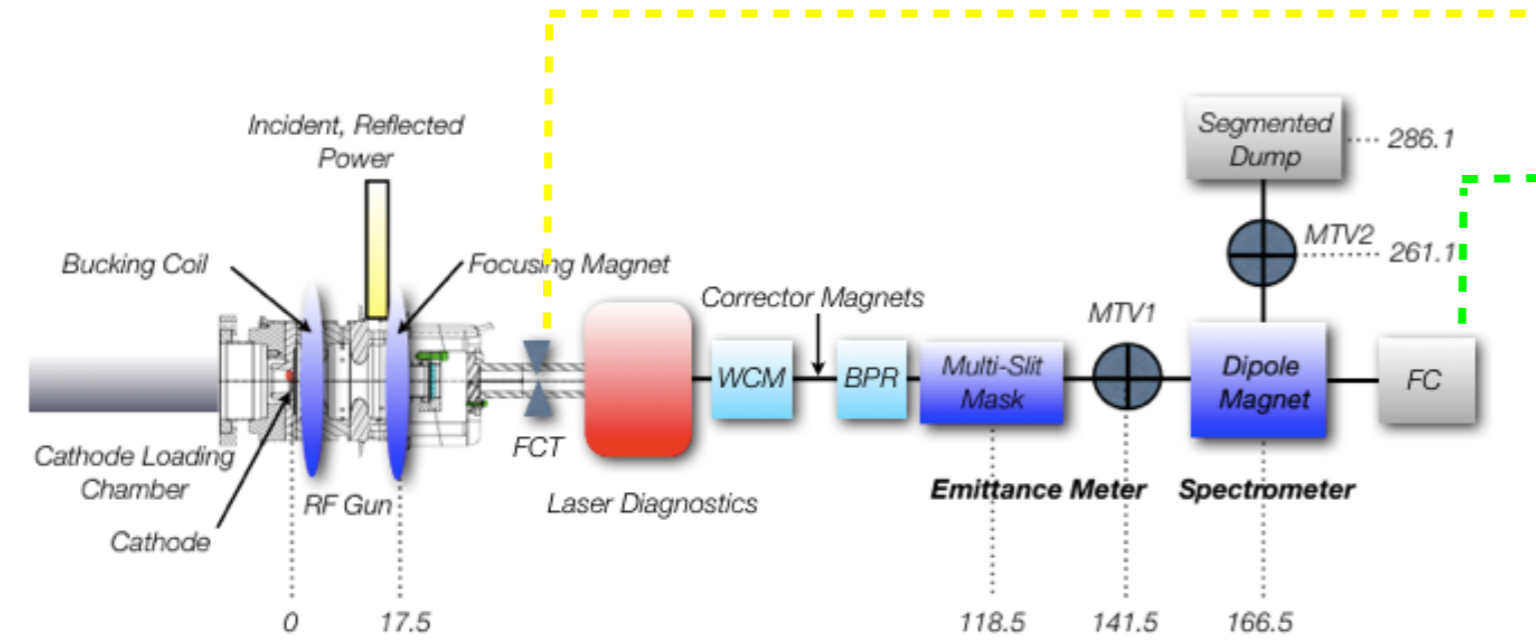 Incident, Reflected
Power
Segmented
Dump
286.1
MTV2
261.1
Bucking Coil
Focusing Magnet
Corrector Magnets
MTV1
WCM
BPR
Multi-Slit
Mask
Dipole
Magnet
FC
FCT
Cathode Loading
Chamber
RF Gun
Laser Diagnostics
Emittance Meter
Spectrometer
Cathode
0
17.5
118.5
141.5
166.5